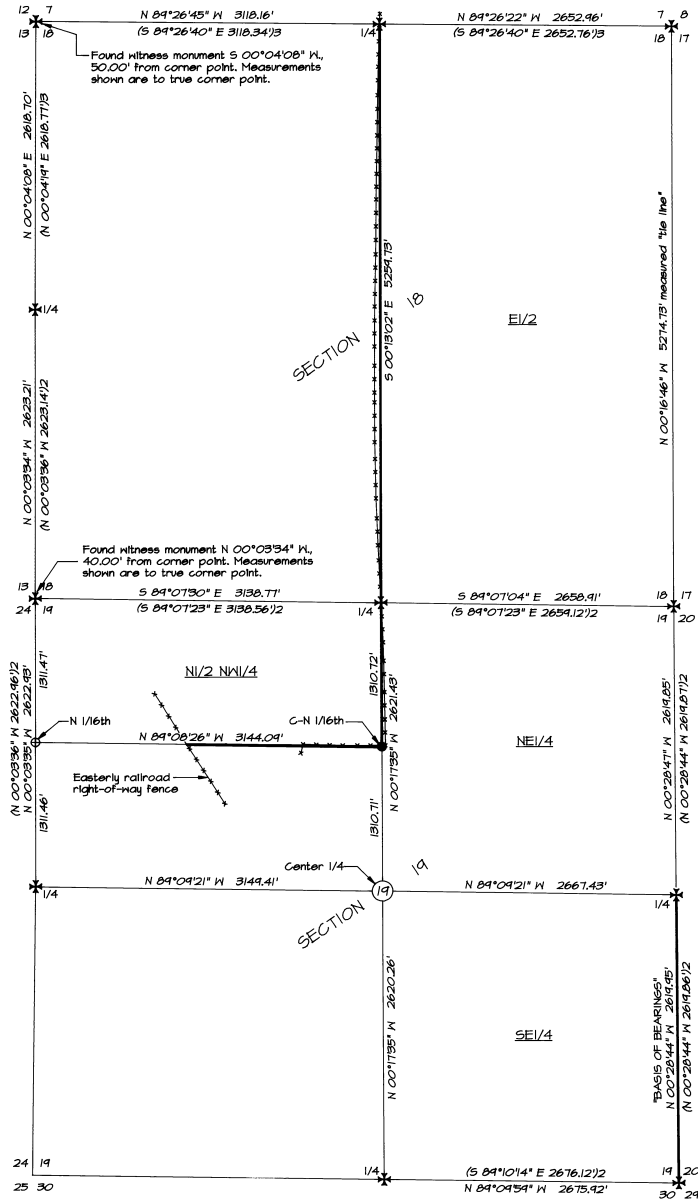 12 7
N 89°26'45" W 3118.16'
N 89°26'22" W 2652.96'
7 8
13 18
(S 89°26'40" E 3118.34')3
1/4
(S 89°26'40" E 2652.76')3
18 17
Found witness monument S 00°04'08" W.,
50.00' from corner point. Measurements
shown are to true corner point.
N 00°04'08" E 2618.70'
(N 00°04'19" E 2618.77')3
1/4
S 00°13'02" E 5259.73'
SECTION 18
E1/2
N 00°16'46" W 5274.73' measured "tie line"
N 00°03'34" W 2623.21'
(N 00°03'36" W 2623.14')2
Found witness monument N 00°03'34" W.,
40.00' from corner point. Measurements
shown are to true corner point.
13 18
S 89°07'30" E 3138.77'
S 89°07'04" E 2658.91'
18 17
24 19
(S 89°07'23" E 3138.56')2
1/4
(S 89°07'23" E 2659.12')2
19 20
(N 00°03'36" W 2622.96')2
N 00°03'35" W 2622.93'
1311.47'
N1/2 NW1/4
1310.72'
N 00°17'35" W 2621.43'
N 1/16th
C-N 1/16th
N 89°08'26" W 3144.09'
NE1/4
N 00°28'47" W 2619.85'
(N 00°28'44" W 2619.87')2
Easterly railroad
right-of-way fence
1311.46'
1310.71'
Center 1/4
N 89°09'21" W 3149.41'
19
N 89°09'21" W 2667.43'
1/4
1/4
SECTION 19
N 00°17'35" W 2620.26'
SE1/4
"BASIS OF BEARINGS"
N 00°28'44" W 2619.95'
(N 00°28'44" W 2619.86')2
24 19
1/4
(S 89°10'14" E 2676.12')2
19 20
25 30
N 89°09'59" W 2675.92'
30 29